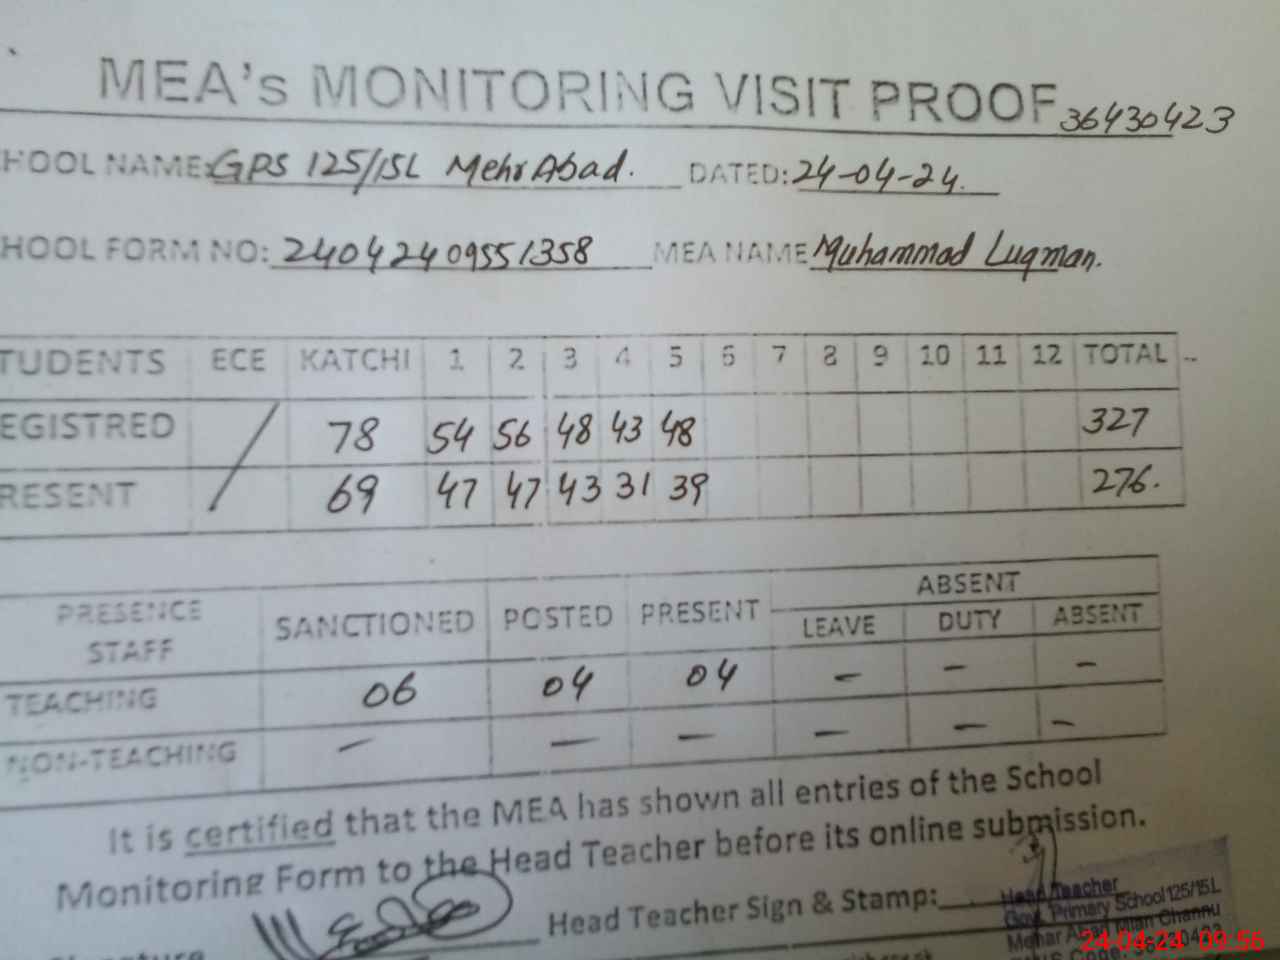 MEA's MONITORING VISIT PROOF 36430423
HOOL NAME: GPS 125/15L Mehr Abad. DATED: 24-04-24.
HOOL FORM NO: 24042409551358 MEA NAME Muhammad Luqman.
TUDENTS ECE KATCHI 1 2 3 4 5 6 7 8 9 10 11 12 TOTAL
EGISTRED / 78 54 56 48 43 48 327
RESENT 69 47 47 43 31 39 276.
PRESENCE STAFF SANCTIONED POSTED PRESENT ABSENT
LEAVE DUTY ABSENT
TEACHING 06 04 04 - - -
NON-TEACHING - - - - - -
It is certified that the MEA has shown all entries of the School
Monitoring Form to the Head Teacher before its online submission.
Head Teacher Sign & Stamp:
Head Teacher
Govt. Primary School 125/15L
Mehar Abad Mian Channu
24-04-24 09:56